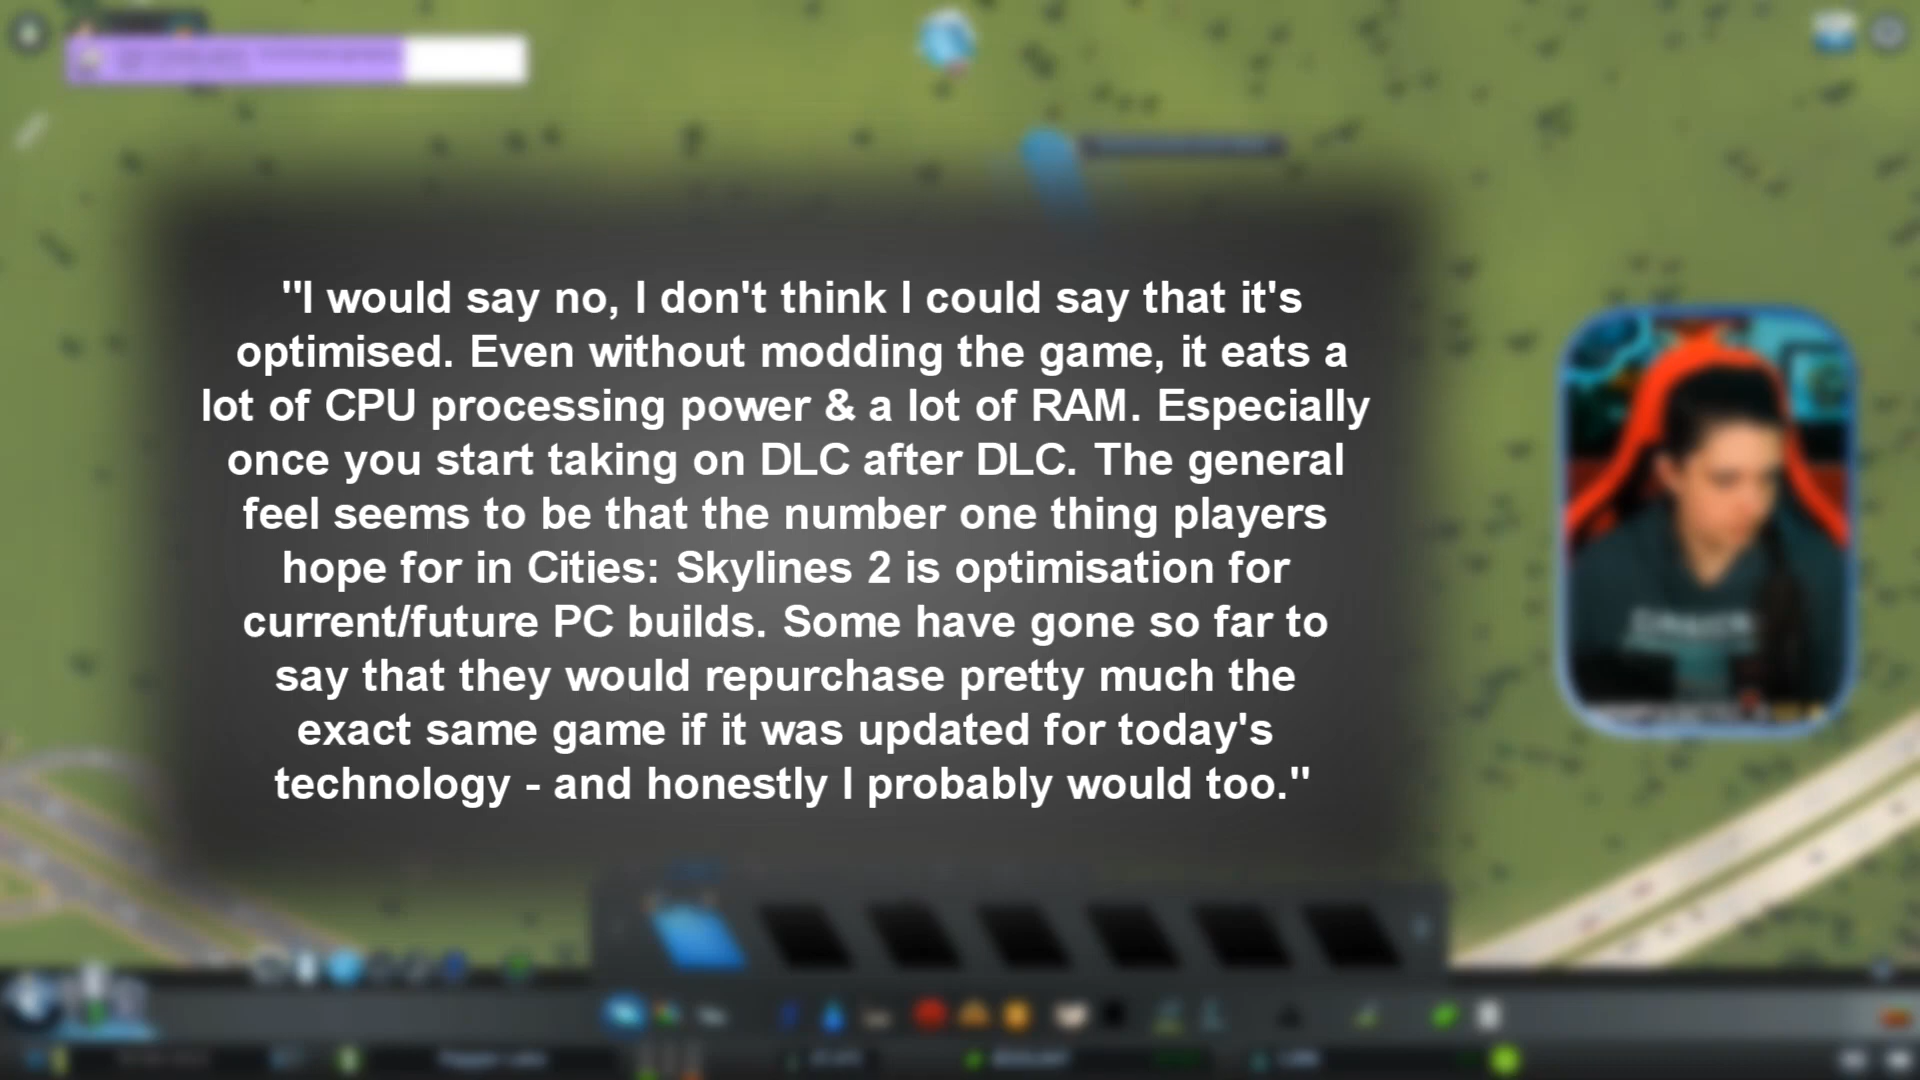 "I would say no, I don't think I could say that it's
optimised. Even without modding the game, it eats a
lot of CPU processing power & a lot of RAM. Especially
once you start taking on DLC after DLC. The general
feel seems to be that the number one thing players
hope for in Cities: Skylines 2 is optimisation for
current/future PC builds. Some have gone so far to
say that they would repurchase pretty much the
exact same game if it was updated for today's
technology - and honestly I probably would too."